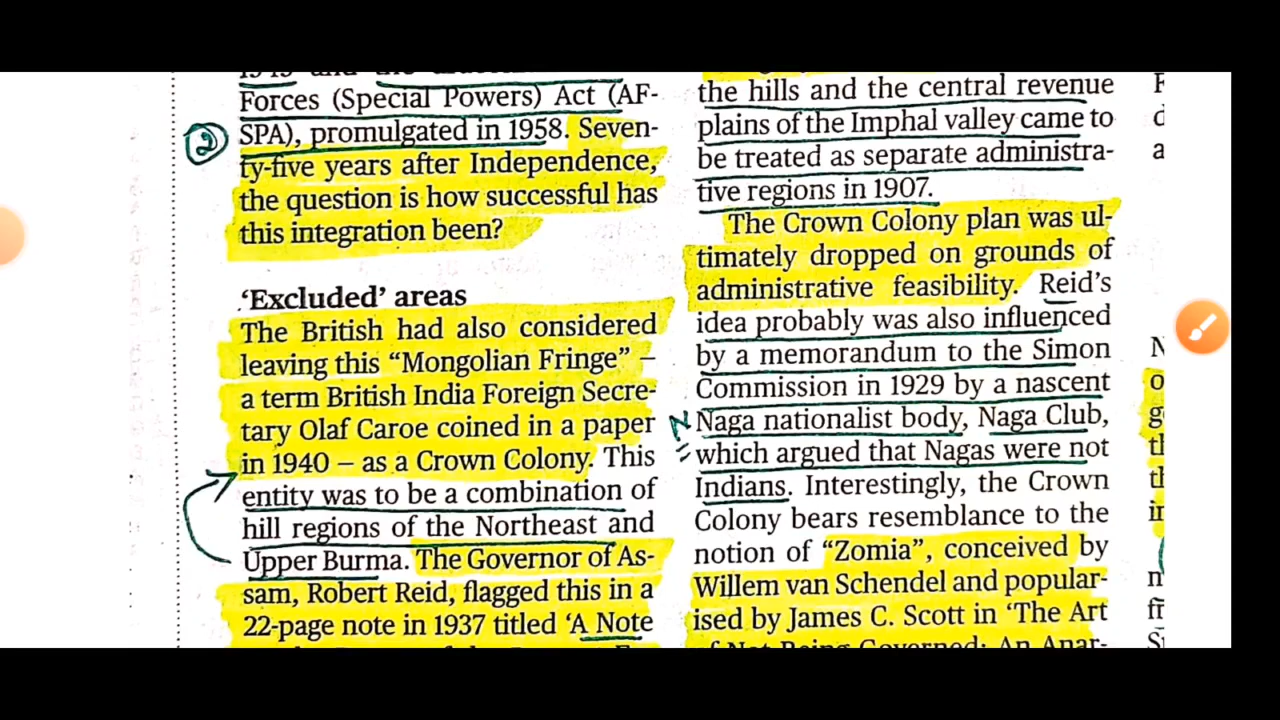 Forces (Special Powers) Act (AF-
SPA), promulgated in 1958. Seven-
ty-five years after Independence,
the question is how successful has
this integration been?
‘Excluded’ areas
The British had also considered
leaving this “Mongolian Fringe” –
a term British India Foreign Secre-
tary Olaf Caroe coined in a paper
in 1940 – as a Crown Colony. This
entity was to be a combination of
hill regions of the Northeast and
Upper Burma. The Governor of As-
sam, Robert Reid, flagged this in a
22-page note in 1937 titled ‘A Note
2
the hills and the central revenue
plains of the Imphal valley came to
be treated as separate administra-
tive regions in 1907.
The Crown Colony plan was ul-
timately dropped on grounds of
administrative feasibility. Reid’s
idea probably was also influenced
by a memorandum to the Simon
Commission in 1929 by a nascent
Naga nationalist body, Naga Club,
which argued that Nagas were not
Indians. Interestingly, the Crown
Colony bears resemblance to the
notion of “Zomia”, conceived by
Willem van Schendel and popular-
ised by James C. Scott in ‘The Art
of Not Being Governed: An Anar-
N